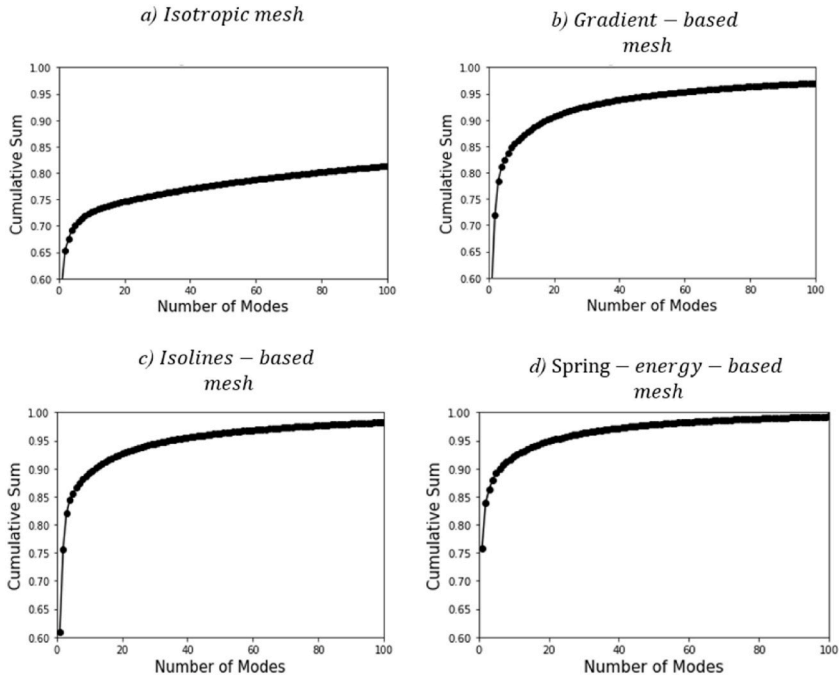 a) Isotropic mesh
1.00
0.95
0.90
0.85
0.80
0.75
0.70
0.65
0.60
Cumulative Sum
0 20 40 60 80 100
Number of Modes
b) Gradient − based
mesh
1.00
0.95
0.90
0.85
0.80
0.75
0.70
0.65
0.60
Cumulative Sum
0 20 40 60 80 100
Number of Modes
c) Isolines − based
mesh
1.00
0.95
0.90
0.85
0.80
0.75
0.70
0.65
0.60
Cumulative Sum
0 20 40 60 80 100
Number of Modes
d) Spring − energy − based
mesh
1.00
0.95
0.90
0.85
0.80
0.75
0.70
0.65
0.60
Cumulative Sum
0 20 40 60 80 100
Number of Modes